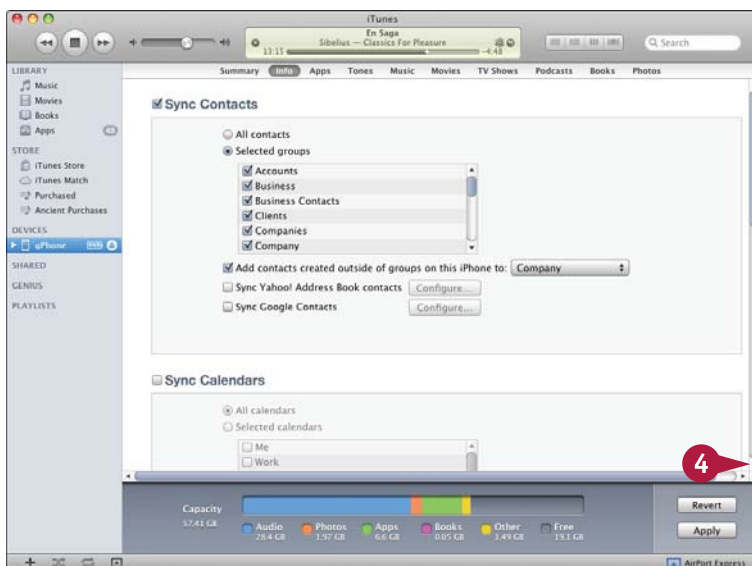 iTunes
En Saga
Sibelius — Classics For Pleasure
13:15 -4:48
Search
LIBRARY
Music
Movies
Books
Apps
STORE
iTunes Store
iTunes Match
Purchased
Ancient Purchases
DEVICES
qPhone
SHARED
GENIUS
PLAYLISTS
Summary Info Apps Tones Music Movies TV Shows Podcasts Books Photos
Sync Contacts
All contacts
Selected groups
Accounts
Business
Business Contacts
Clients
Companies
Company
Add contacts created outside of groups on this iPhone to: Company
Sync Yahoo! Address Book contacts Configure...
Sync Google Contacts Configure...
Sync Calendars
All calendars
Selected calendars
Me
Work
4
Capacity
57.41 GB
Audio
28.4 GB
Photos
1.97 GB
Apps
6.6 GB
Books
0.05 GB
Other
1.49 GB
Free
19.1 GB
Revert
Apply
AirPort Express